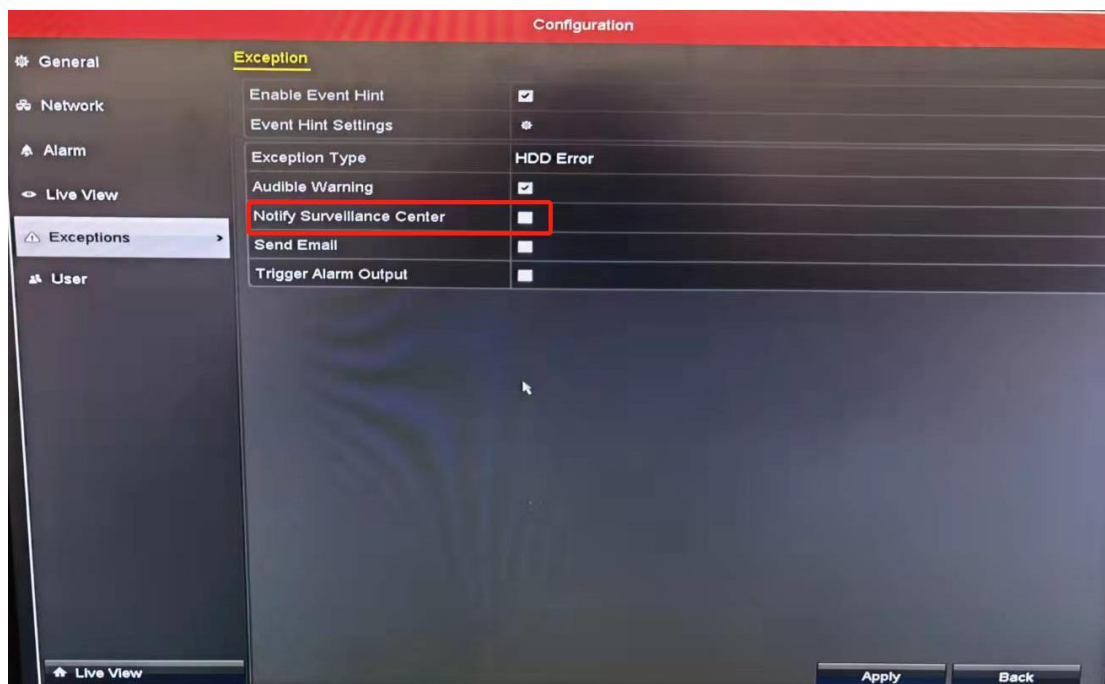 Configuration
General
Network
Alarm
Live View
Exceptions
User
Exception
Enable Event Hint
Event Hint Settings
Exception Type HDD Error
Audible Warning
Notify Surveillance Center
Send Email
Trigger Alarm Output
Live View
Apply Back